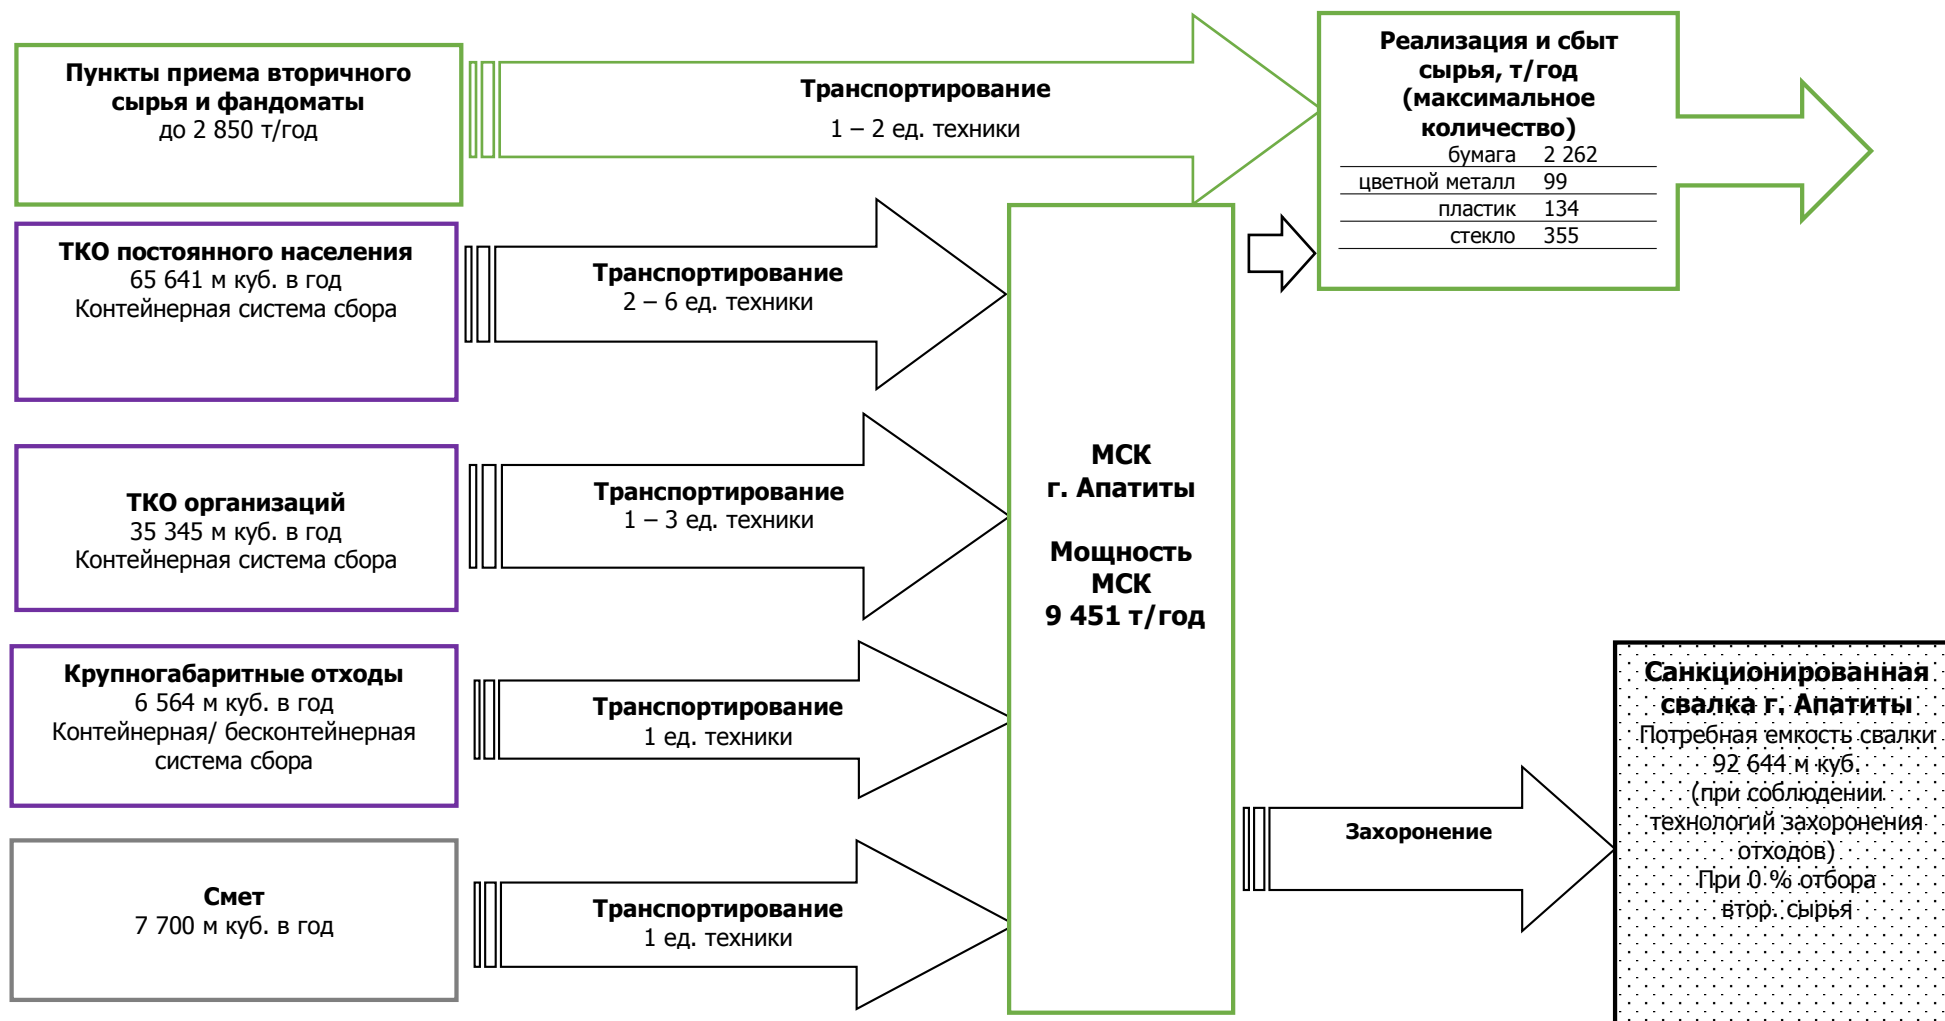 Пункты приема вторичного
сырья и фандоматы
до 2 850 т/год
Транспортирование
1 – 2 ед. техники
Реализация и сбыт
сырья, т/год
(максимальное
количество)
бумага 2 262
цветной металл 99
пластик 134
стекло 355
ТКО постоянного населения
65 641 м куб. в год
Контейнерная система сбора
Транспортирование
2 – 6 ед. техники
ТКО организаций
35 345 м куб. в год
Контейнерная система сбора
Транспортирование
1 – 3 ед. техники
МСК
г. Апатиты
Мощность
МСК
9 451 т/год
Крупногабаритные отходы
6 564 м куб. в год
Контейнерная/ бесконтейнерная
система сбора
Транспортирование
1 ед. техники
Смет
7 700 м куб. в год
Транспортирование
1 ед. техники
Захоронение
Санкционированная
свалка г. Апатиты
Потребная емкость свалки
92 644 м куб.
(при соблюдении
технологий захоронения
отходов)
При 0 % отбора
втор. сырья